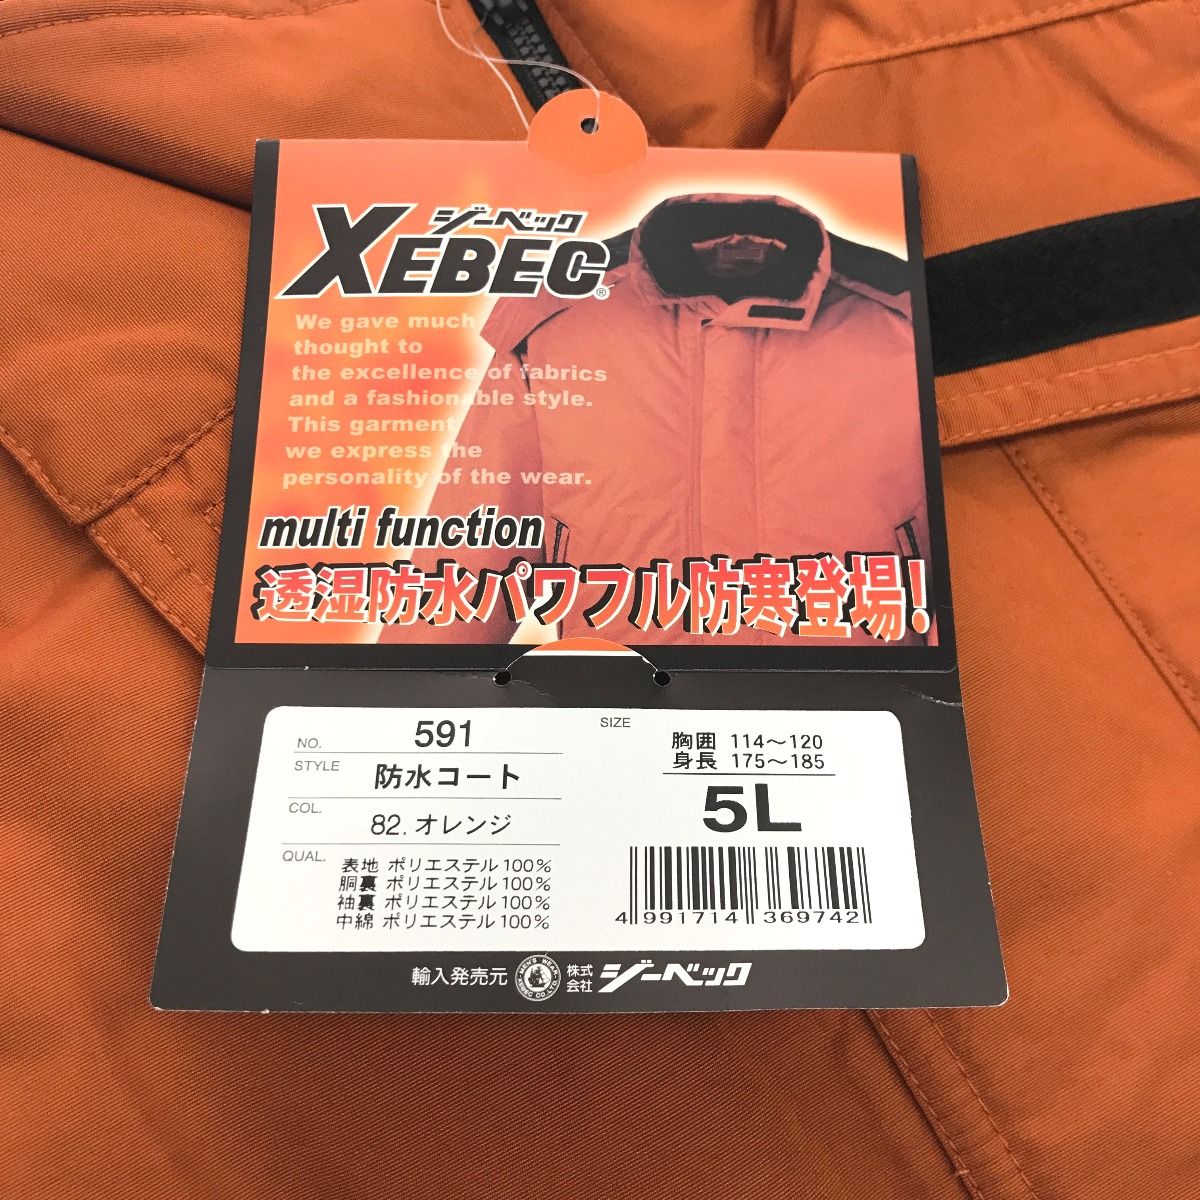 ジーベック
XEBEC®
We gave much
thought to
the excellence of fabrics
and a fashionable style.
This garment
we express the
personality of the wear.
multi function
透湿防水パワフル防寒登場!
NO. 591
STYLE 防水コート
COL. 82. オレンジ
QUAL. 表地 ポリエステル100%
胴裏 ポリエステル100%
袖裏 ポリエステル100%
中綿 ポリエステル100%
SIZE
胸囲 114～120
身長 175～185
5L
4 991714 369742
輸入発売元 MEN'S WEAR XEBEC CO.,LTD. 株式会社 ジーベック